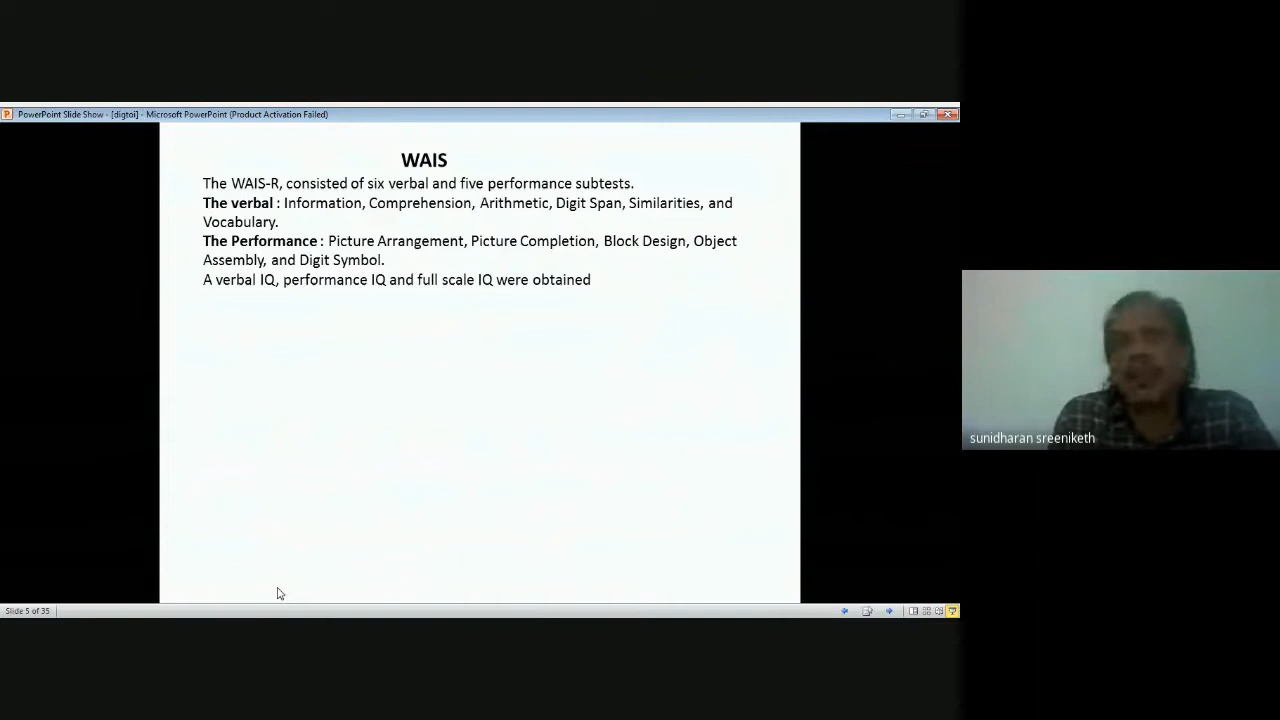 PowerPoint Slide Show - [digtoi] - Microsoft PowerPoint (Product Activation Failed)
WAIS
The WAIS-R, consisted of six verbal and five performance subtests.
The verbal : Information, Comprehension, Arithmetic, Digit Span, Similarities, and
Vocabulary.
The Performance : Picture Arrangement, Picture Completion, Block Design, Object
Assembly, and Digit Symbol.
A verbal IQ, performance IQ and full scale IQ were obtained
sunidharan sreeniketh
Slide 5 of 35